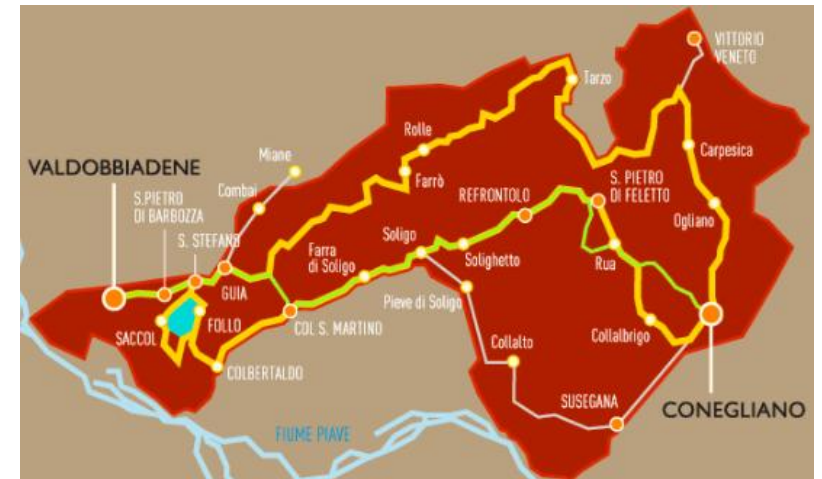 VITTORIO
VENETO
Tarzo
Rolle
Miane
Carpesica
VALDOBBIADENE
Farrò
S. PIETRO
DI FELETTO
Combai
REFRONTOLO
S.PIETRO
DI BARBOZZA
Ogliano
S. STEFANO
Soligo
Farra
di Soligo
Solighetto
Rua
GUIA
Pieve di Soligo
SACCOL
FOLLO
COL S. MARTINO
Collalbrigo
Collalto
COLBERTALDO
SUSEGANA
CONEGLIANO
FIUME PIAVE